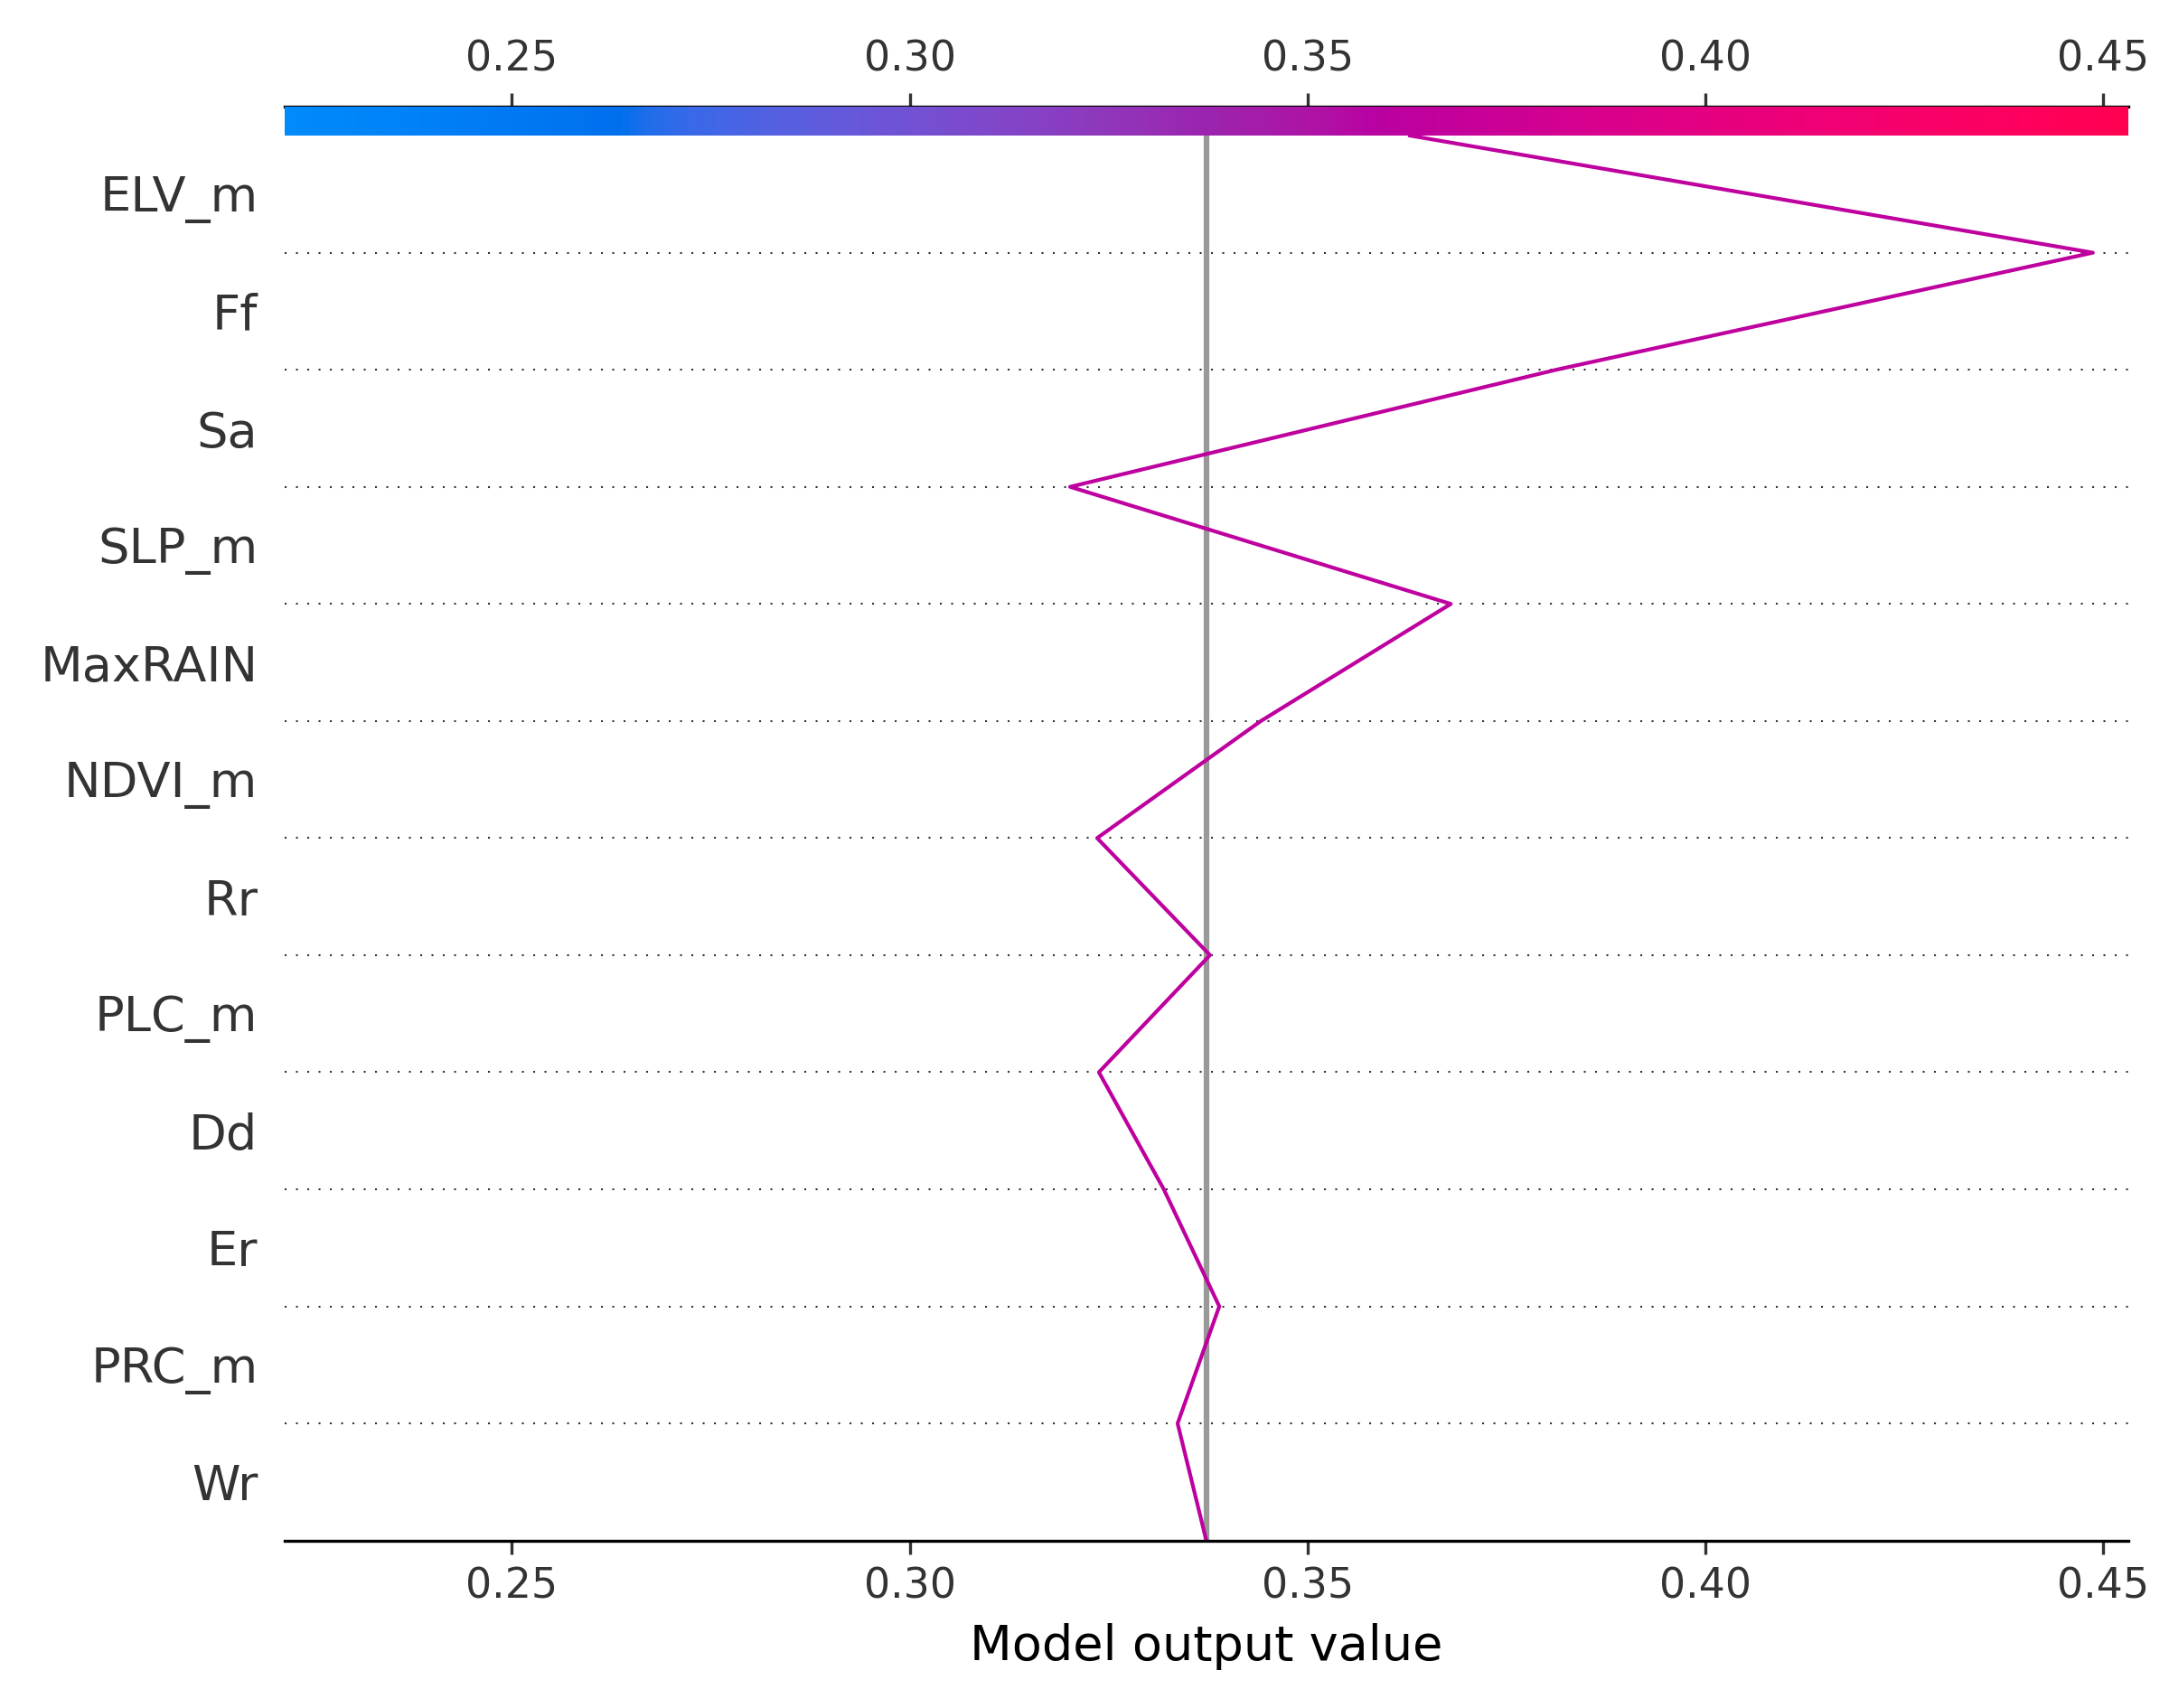 0.25 0.30 0.35 0.40 0.45
ELV_m
Ff
Sa
SLP_m
MaxRAIN
NDVI_m
Rr
PLC_m
Dd
Er
PRC_m
Wr
0.25 0.30 0.35 0.40 0.45
Model output value